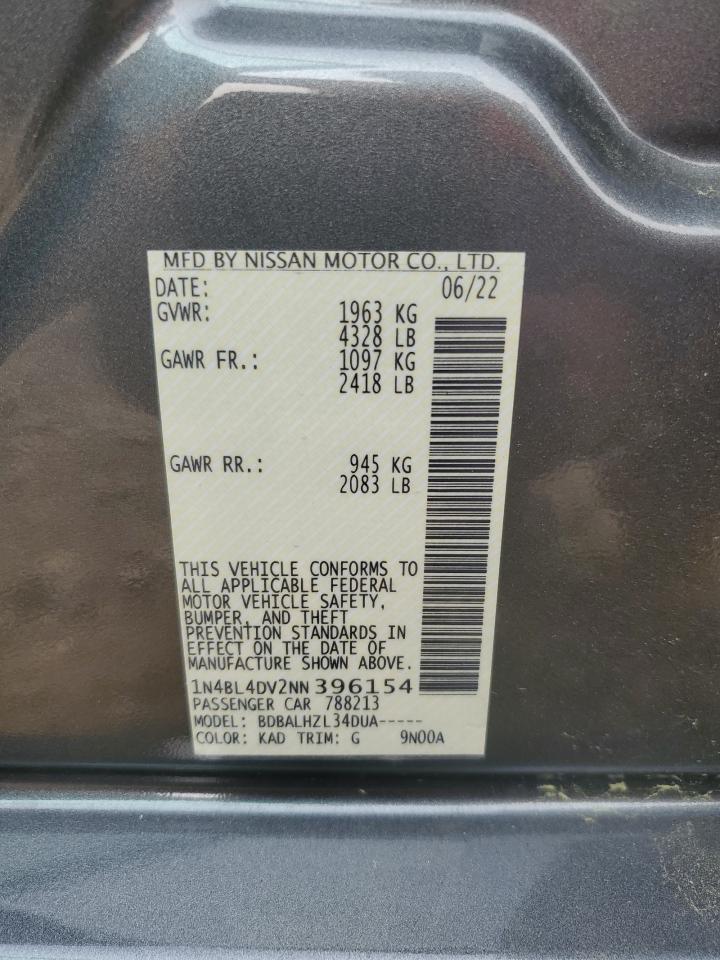 MFD BY NISSAN MOTOR CO., LTD.
DATE: 06/22
GVWR: 1963 KG
4328 LB
GAWR FR.: 1097 KG
2418 LB
GAWR RR.: 945 KG
2083 LB
THIS VEHICLE CONFORMS TO
ALL APPLICABLE FEDERAL
MOTOR VEHICLE SAFETY,
BUMPER, AND THEFT
PREVENTION STANDARDS IN
EFFECT ON THE DATE OF
MANUFACTURE SHOWN ABOVE.
1N4BL4DV2NN396154
PASSENGER CAR 788213
MODEL: BDBALHZL34DUA-----
COLOR: KAD TRIM: G 9N00A